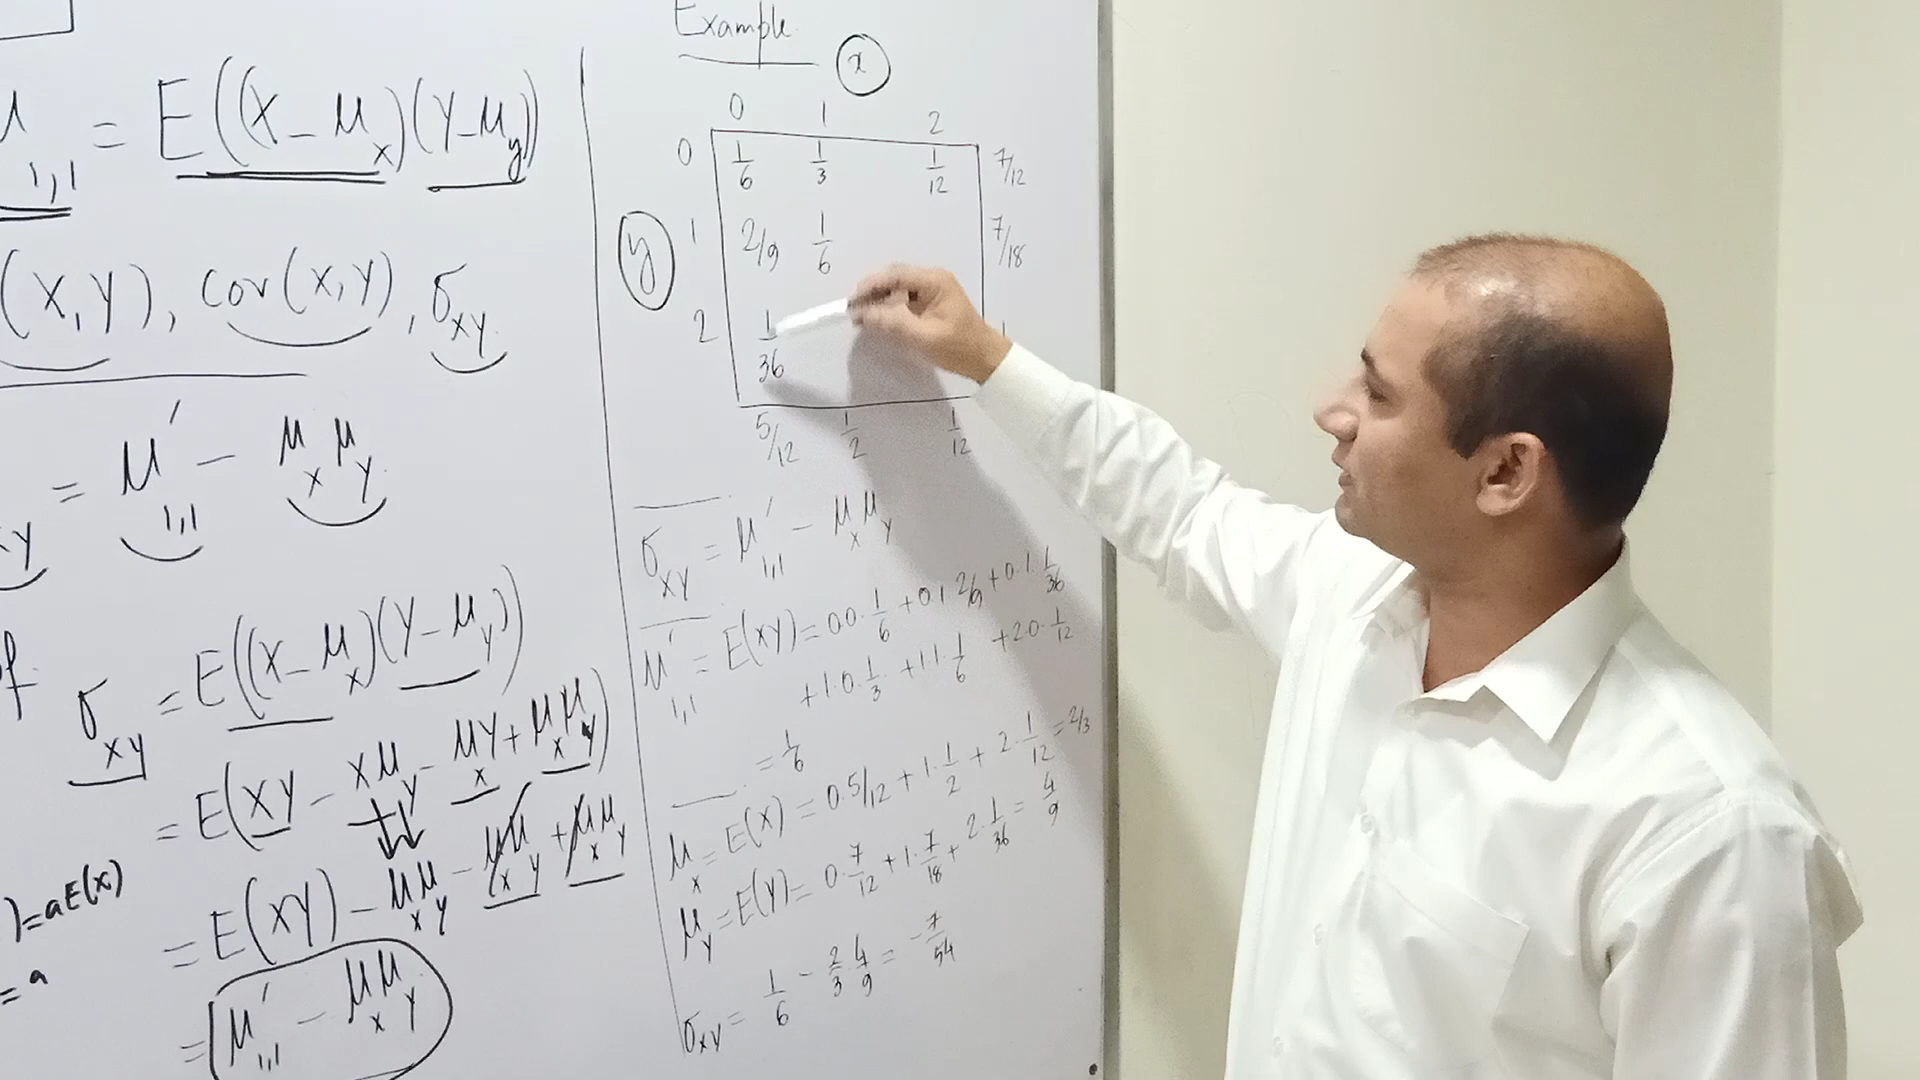 μ1,1 = E((X − μx)(Y − μy))
(X,Y), cov(X,Y), σXY
XY = μ′1,1 − μXμY
σXY = E((X − μX)(Y − μY))
= E(XY − XμY − μXY + μXμY)
= E(XY) − μXμY − μXμY + μXμY
) = aE(X)
= a
= μ′1,1 − μXμY
Example
x
0 1 2
0 1/6 1/3 1/12 7/12
y 1 2/9 1/6 7/18
2 1/36
5/12 1/2 1/12
σXY = μ′1,1 − μXμY
μ′1,1 = E(XY) = 0.0.1/6 + 0.1.2/9 + 0.1.1/36
+ 1.0.1/3 + 1.1.1/6 + 2.0.1/12
= 1/6
μX = E(X) = 0.5/12 + 1.1/2 + 2.1/12 = 2/3
μY = E(Y) = 0.7/12 + 1.7/18 + 2.1/36 = 4/9
σXY = 1/6 − 2/3.4/9 = −7/54